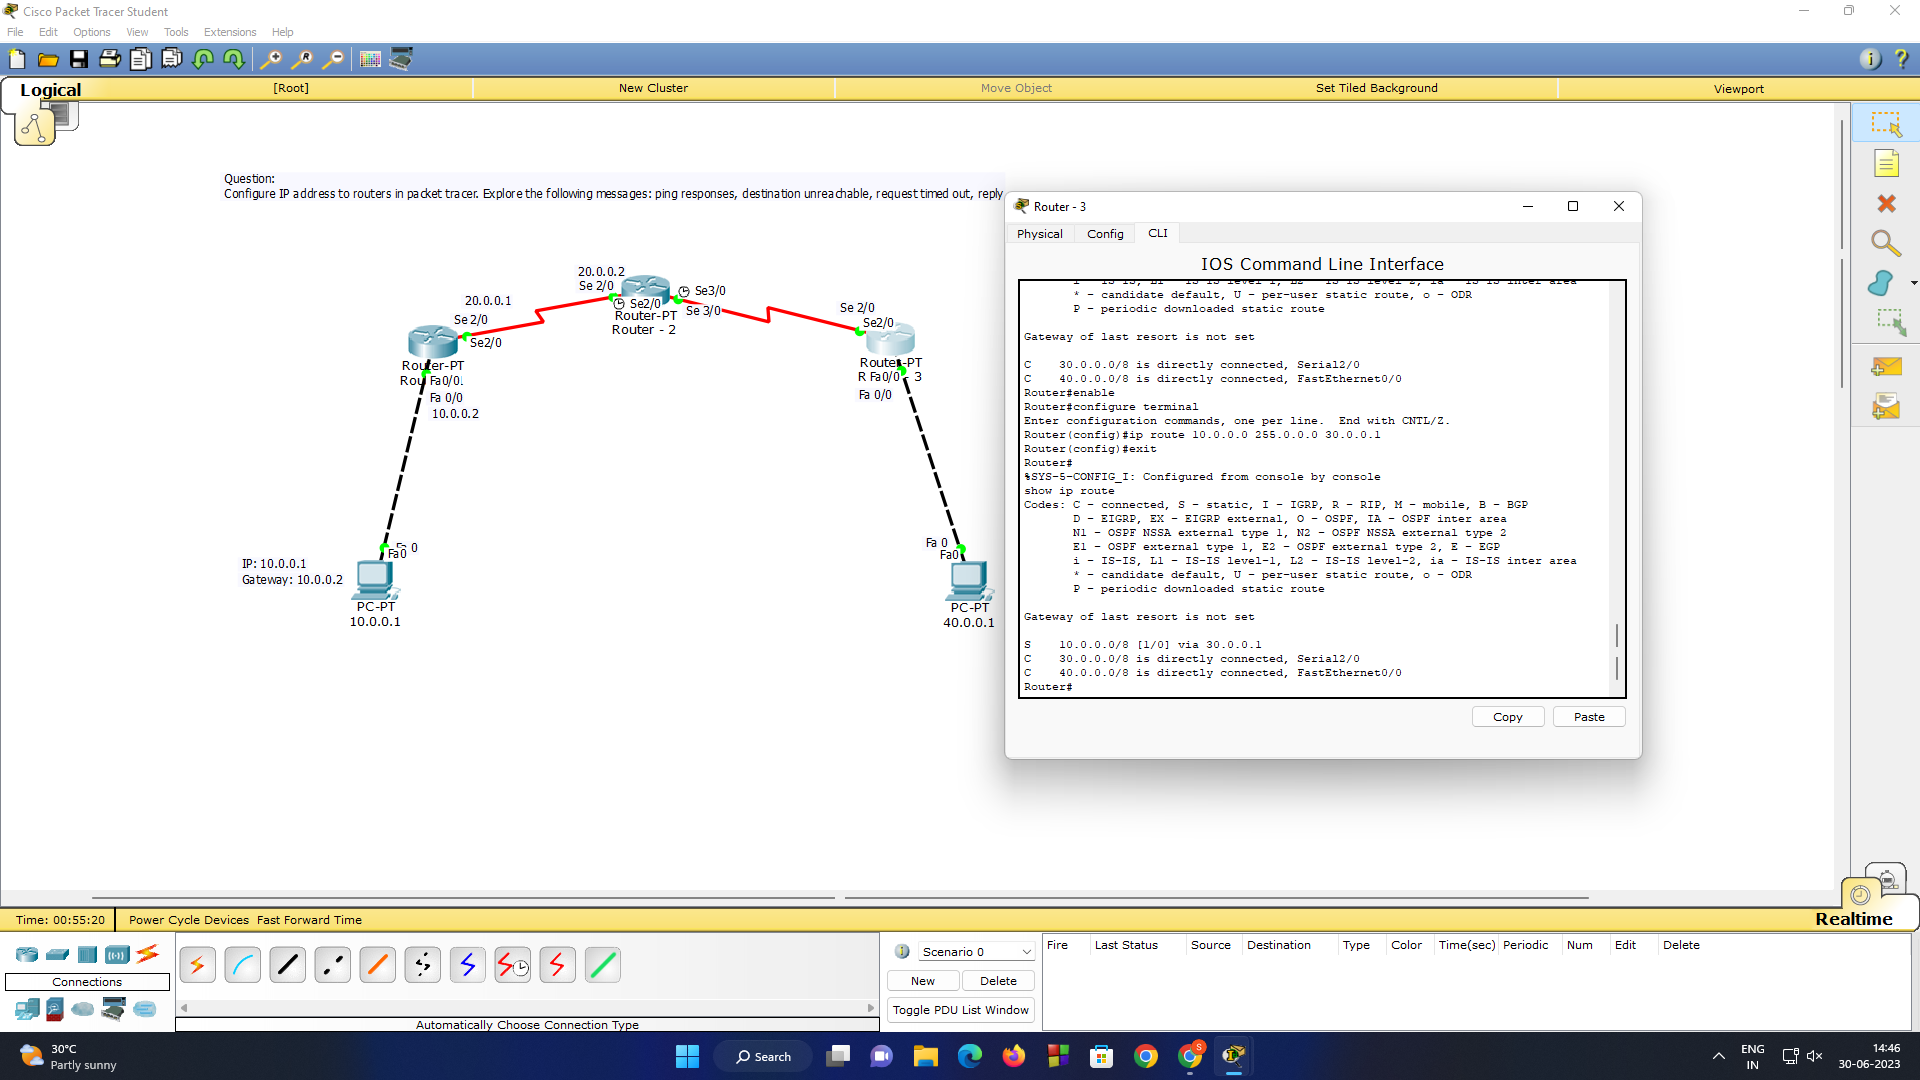 Cisco Packet Tracer Student
File Edit Options View Tools Extensions Help
Logical [Root] New Cluster Move Object Set Tiled Background Viewport
Question:
Configure IP address to routers in packet tracer. Explore the following messages: ping responses, destination unreachable, request timed out, reply
20.0.0.2
Se 2/0
Se2/0
Se3/0
Se 3/0
Router-PT
Router - 2
20.0.0.1
Se 2/0
Se2/0
Router-PT
Rou Fa0/0.
Fa 0/0
10.0.0.2
Se 2/0
Se2/0
Router-PT
R Fa0/0 - 3
Fa 0/0
0
Fa0
IP: 10.0.0.1
Gateway: 10.0.0.2
PC-PT
10.0.0.1
Fa 0
Fa0
PC-PT
40.0.0.1
Router - 3
Physical Config CLI
IOS Command Line Interface
i - IS-IS, L1 - IS-IS level-1, L2 - IS-IS level-2, ia - IS-IS inter area
* - candidate default, U - per-user static route, o - ODR
P - periodic downloaded static route
Gateway of last resort is not set
C 30.0.0.0/8 is directly connected, Serial2/0
C 40.0.0.0/8 is directly connected, FastEthernet0/0
Router#enable
Router#configure terminal
Enter configuration commands, one per line. End with CNTL/Z.
Router(config)#ip route 10.0.0.0 255.0.0.0 30.0.0.1
Router(config)#exit
Router#
%SYS-5-CONFIG_I: Configured from console by console
show ip route
Codes: C - connected, S - static, I - IGRP, R - RIP, M - mobile, B - BGP
D - EIGRP, EX - EIGRP external, O - OSPF, IA - OSPF inter area
N1 - OSPF NSSA external type 1, N2 - OSPF NSSA external type 2
E1 - OSPF external type 1, E2 - OSPF external type 2, E - EGP
i - IS-IS, L1 - IS-IS level-1, L2 - IS-IS level-2, ia - IS-IS inter area
* - candidate default, U - per-user static route, o - ODR
P - periodic downloaded static route
Gateway of last resort is not set
S 10.0.0.0/8 [1/0] via 30.0.0.1
C 30.0.0.0/8 is directly connected, Serial2/0
C 40.0.0.0/8 is directly connected, FastEthernet0/0
Router#
Copy Paste
Realtime
Time: 00:55:20 Power Cycle Devices Fast Forward Time
Connections
Automatically Choose Connection Type
Scenario 0
New Delete
Toggle PDU List Window
Fire Last Status Source Destination Type Color Time(sec) Periodic Num Edit Delete
30°C
Partly sunny
Search
S
ENG
IN
14:46
30-06-2023